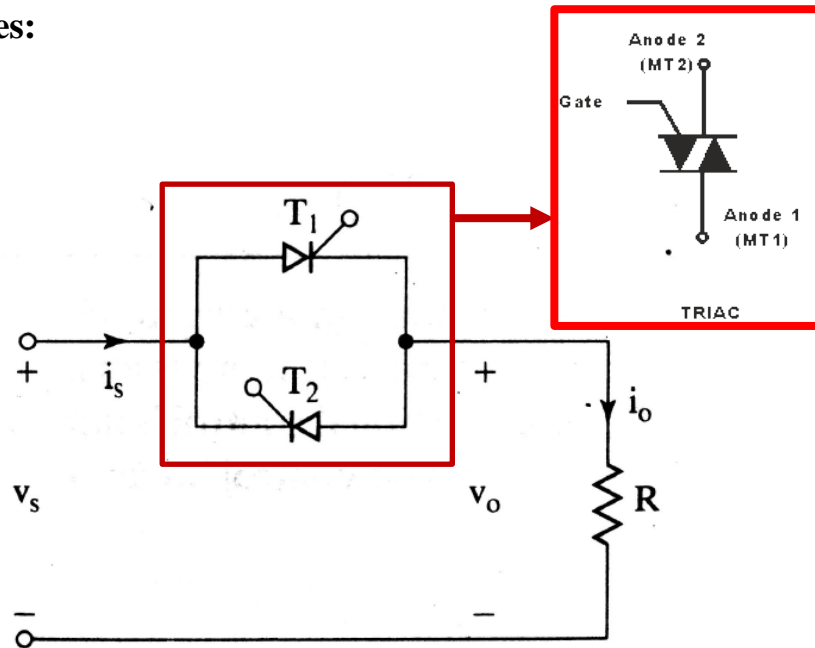 es:
Anode 2
(MT2)
Gate
Anode 1
(MT1)
TRIAC
T₁
+
iₛ
T₂
+
iₒ
vₛ
vₒ
R
−
−